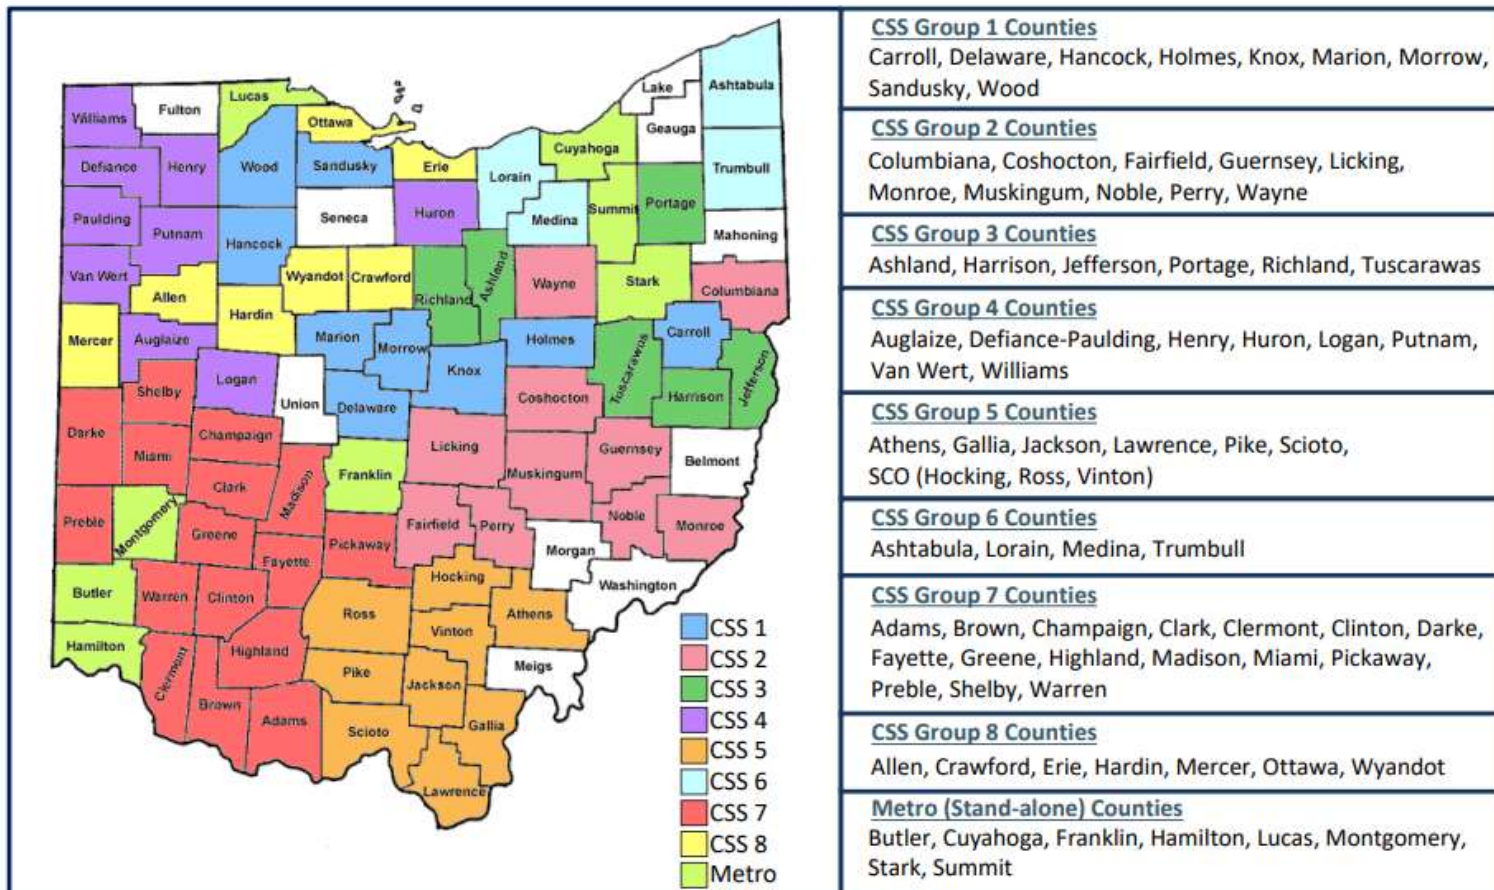 Lake
Ashtabula
Lucas
Fulton
Williams
Geauga
Ottawa
Cuyahoga
Erie
Defiance
Henry
Wood
Sandusky
Lorain
Trumbull
Portage
Summit
Huron
Medina
Seneca
Paulding
Putnam
Mahoning
Hancock
Van Wert
Wyandot
Crawford
Ashland
Wayne
Stark
Columbiana
Allen
Richland
Hardin
Mercer
Auglaize
Marion
Morrow
Holmes
Carroll
Tuscarawas
Jefferson
Knox
Logan
Shelby
Union
Delaware
Coshocton
Harrison
Darke
Champaign
Licking
Guernsey
Miami
Belmont
Franklin
Muskingum
Clark
Madison
Preble
Montgomery
Greene
Pickaway
Fairfield
Perry
Noble
Monroe
Morgan
Fayette
Hocking
Washington
Butler
Warren
Clinton
Ross
Athens
Vinton
Hamilton
Highland
Meigs
Clermont
Pike
Jackson
Brown
Adams
Gallia
Scioto
Lawrence
CSS 1
CSS 2
CSS 3
CSS 4
CSS 5
CSS 6
CSS 7
CSS 8
Metro
CSS Group 1 Counties
Carroll, Delaware, Hancock, Holmes, Knox, Marion, Morrow,
Sandusky, Wood
CSS Group 2 Counties
Columbiana, Coshocton, Fairfield, Guernsey, Licking,
Monroe, Muskingum, Noble, Perry, Wayne
CSS Group 3 Counties
Ashland, Harrison, Jefferson, Portage, Richland, Tuscarawas
CSS Group 4 Counties
Auglaize, Defiance-Paulding, Henry, Huron, Logan, Putnam,
Van Wert, Williams
CSS Group 5 Counties
Athens, Gallia, Jackson, Lawrence, Pike, Scioto,
SCO (Hocking, Ross, Vinton)
CSS Group 6 Counties
Ashtabula, Lorain, Medina, Trumbull
CSS Group 7 Counties
Adams, Brown, Champaign, Clark, Clermont, Clinton, Darke,
Fayette, Greene, Highland, Madison, Miami, Pickaway,
Preble, Shelby, Warren
CSS Group 8 Counties
Allen, Crawford, Erie, Hardin, Mercer, Ottawa, Wyandot
Metro (Stand-alone) Counties
Butler, Cuyahoga, Franklin, Hamilton, Lucas, Montgomery,
Stark, Summit